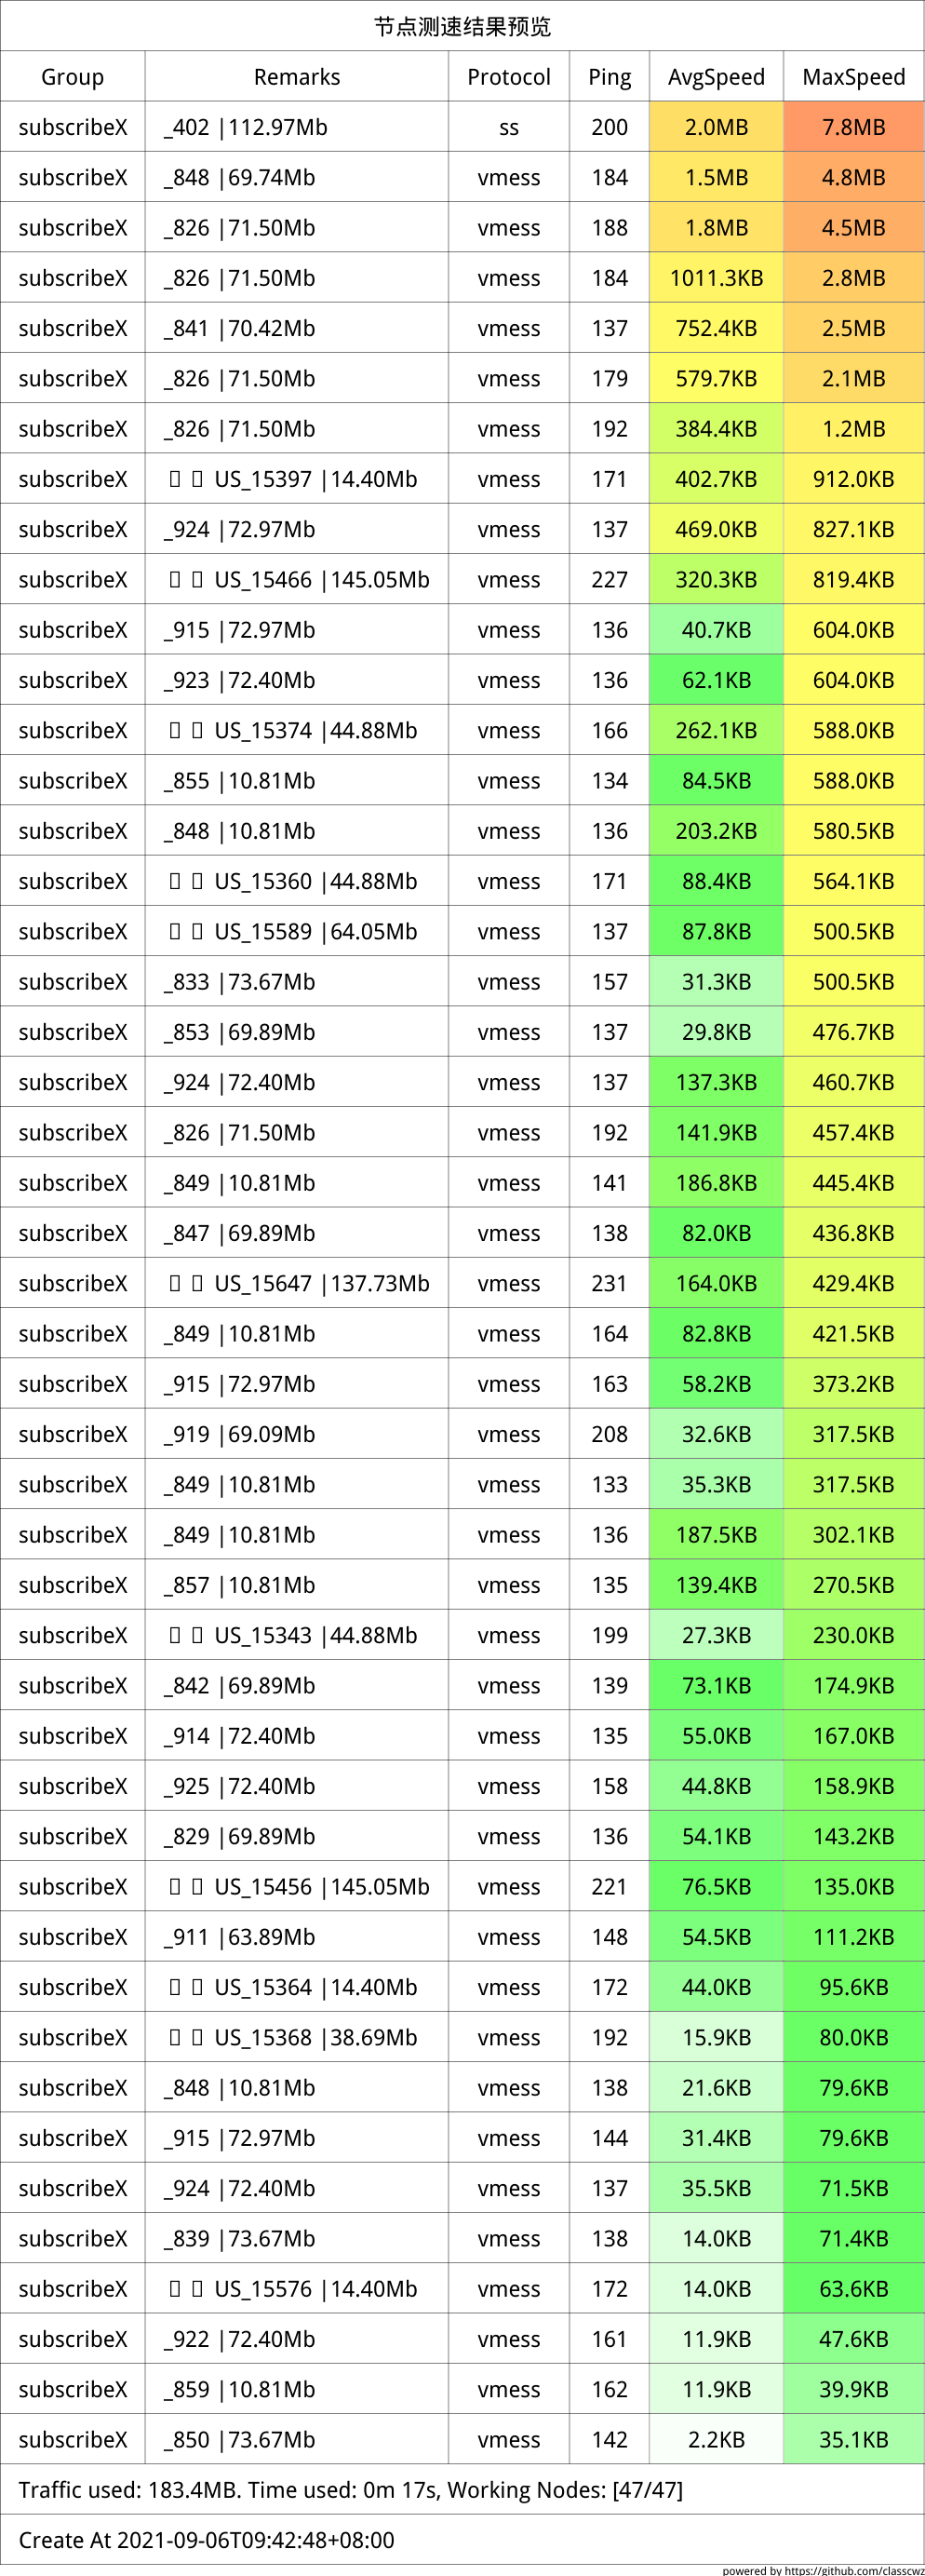 节点测速结果预览
Group Remarks Protocol Ping AvgSpeed MaxSpeed
subscribeX _402 |112.97Mb ss 200 2.0MB 7.8MB
subscribeX _848 |69.74Mb vmess 184 1.5MB 4.8MB
subscribeX _826 |71.50Mb vmess 188 1.8MB 4.5MB
subscribeX _826 |71.50Mb vmess 184 1011.3KB 2.8MB
subscribeX _841 |70.42Mb vmess 137 752.4KB 2.5MB
subscribeX _826 |71.50Mb vmess 179 579.7KB 2.1MB
subscribeX _826 |71.50Mb vmess 192 384.4KB 1.2MB
subscribeX US_15397 |14.40Mb vmess 171 402.7KB 912.0KB
subscribeX _924 |72.97Mb vmess 137 469.0KB 827.1KB
subscribeX US_15466 |145.05Mb vmess 227 320.3KB 819.4KB
subscribeX _915 |72.97Mb vmess 136 40.7KB 604.0KB
subscribeX _923 |72.40Mb vmess 136 62.1KB 604.0KB
subscribeX US_15374 |44.88Mb vmess 166 262.1KB 588.0KB
subscribeX _855 |10.81Mb vmess 134 84.5KB 588.0KB
subscribeX _848 |10.81Mb vmess 136 203.2KB 580.5KB
subscribeX US_15360 |44.88Mb vmess 171 88.4KB 564.1KB
subscribeX US_15589 |64.05Mb vmess 137 87.8KB 500.5KB
subscribeX _833 |73.67Mb vmess 157 31.3KB 500.5KB
subscribeX _853 |69.89Mb vmess 137 29.8KB 476.7KB
subscribeX _924 |72.40Mb vmess 137 137.3KB 460.7KB
subscribeX _826 |71.50Mb vmess 192 141.9KB 457.4KB
subscribeX _849 |10.81Mb vmess 141 186.8KB 445.4KB
subscribeX _847 |69.89Mb vmess 138 82.0KB 436.8KB
subscribeX US_15647 |137.73Mb vmess 231 164.0KB 429.4KB
subscribeX _849 |10.81Mb vmess 164 82.8KB 421.5KB
subscribeX _915 |72.97Mb vmess 163 58.2KB 373.2KB
subscribeX _919 |69.09Mb vmess 208 32.6KB 317.5KB
subscribeX _849 |10.81Mb vmess 133 35.3KB 317.5KB
subscribeX _849 |10.81Mb vmess 136 187.5KB 302.1KB
subscribeX _857 |10.81Mb vmess 135 139.4KB 270.5KB
subscribeX US_15343 |44.88Mb vmess 199 27.3KB 230.0KB
subscribeX _842 |69.89Mb vmess 139 73.1KB 174.9KB
subscribeX _914 |72.40Mb vmess 135 55.0KB 167.0KB
subscribeX _925 |72.40Mb vmess 158 44.8KB 158.9KB
subscribeX _829 |69.89Mb vmess 136 54.1KB 143.2KB
subscribeX US_15456 |145.05Mb vmess 221 76.5KB 135.0KB
subscribeX _911 |63.89Mb vmess 148 54.5KB 111.2KB
subscribeX US_15364 |14.40Mb vmess 172 44.0KB 95.6KB
subscribeX US_15368 |38.69Mb vmess 192 15.9KB 80.0KB
subscribeX _848 |10.81Mb vmess 138 21.6KB 79.6KB
subscribeX _915 |72.97Mb vmess 144 31.4KB 79.6KB
subscribeX _924 |72.40Mb vmess 137 35.5KB 71.5KB
subscribeX _839 |73.67Mb vmess 138 14.0KB 71.4KB
subscribeX US_15576 |14.40Mb vmess 172 14.0KB 63.6KB
subscribeX _922 |72.40Mb vmess 161 11.9KB 47.6KB
subscribeX _859 |10.81Mb vmess 162 11.9KB 39.9KB
subscribeX _850 |73.67Mb vmess 142 2.2KB 35.1KB
Traffic used: 183.4MB. Time used: 0m 17s, Working Nodes: [47/47]
Create At 2021-09-06T09:42:48+08:00
powered by https://github.com/classcwz